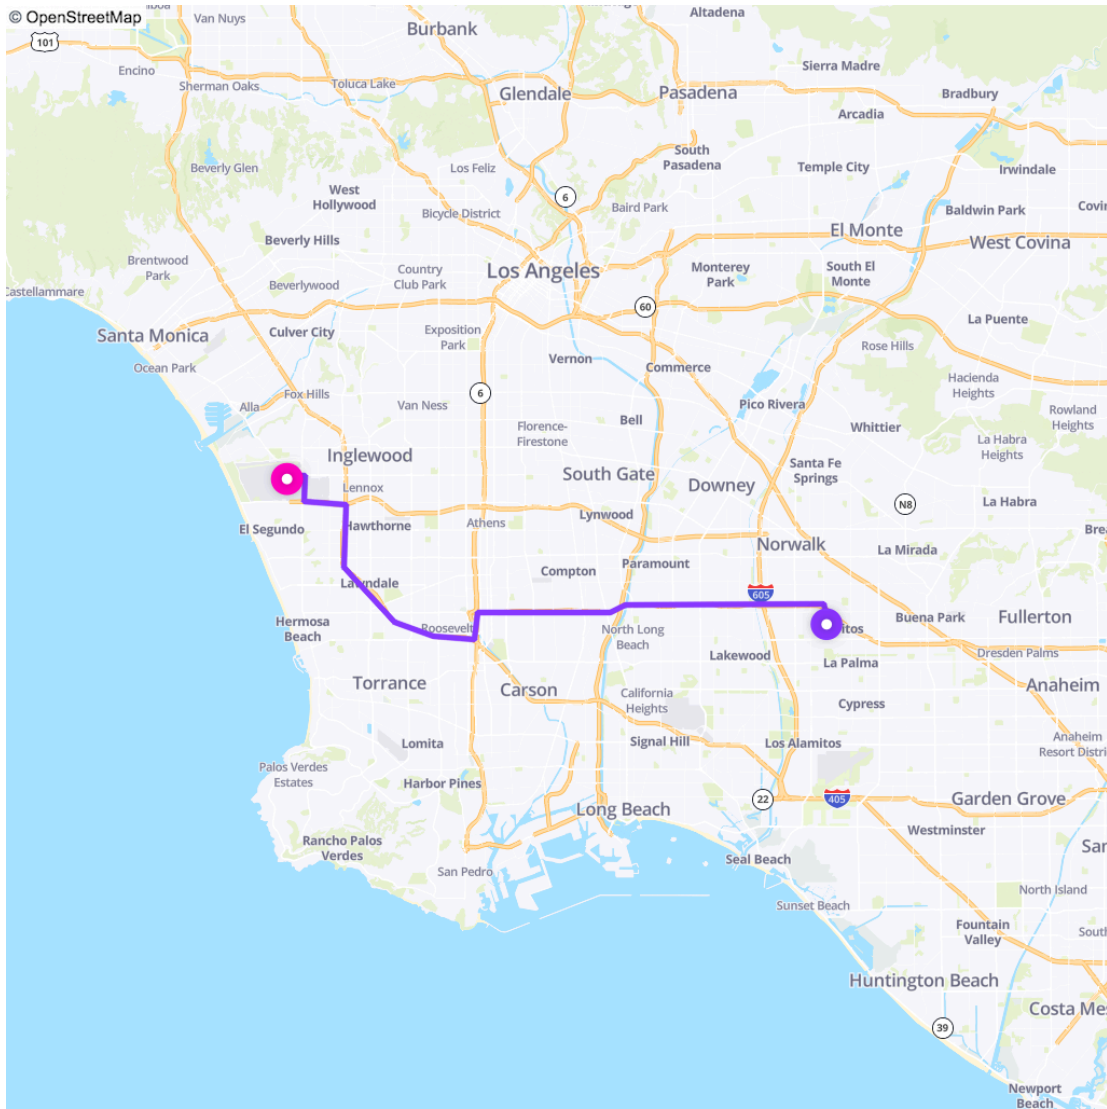 © OpenStreetMap
Van Nuys
Altadena
Burbank
101
Encino
Sherman Oaks
Toluca Lake
Glendale
Pasadena
Sierra Madre
Bradbury
Arcadia
South
Pasadena
Temple City
Irwindale
Beverly Glen
Los Feliz
West
Hollywood
6
Bicycle District
Baird Park
Baldwin Park
Covin
Beverly Hills
El Monte
West Covina
Brentwood
Park
Country
Club Park
Los Angeles
Monterey
Park
South El
Monte
Castellammare
Beverlywood
60
La Puente
Santa Monica
Culver City
Exposition
Park
Rose Hills
Ocean Park
Vernon
Commerce
Hacienda
Heights
Fox Hills
6
Alla
Van Ness
Pico Rivera
Rowland
Heights
Bell
Florence-
Firestone
Whittier
La Habra
Heights
Inglewood
South Gate
Santa Fe
Springs
Lennox
Downey
N8
La Habra
El Segundo
Hawthorne
Athens
Lynwood
Brea
Norwalk
La Mirada
Compton
Paramount
Lawndale
605
Hermosa
Beach
Roosevelt
North Long
Beach
itos
Buena Park
Fullerton
Lakewood
La Palma
Dresden Palms
Torrance
Carson
California
Heights
Cypress
Anaheim
Lomita
Signal Hill
Los Alamitos
Anaheim
Resort Distri
Palos Verdes
Estates
Harbor Pines
22
405
Garden Grove
Long Beach
Rancho Palos
Verdes
Westminster
San
Seal Beach
San Pedro
North Island
Sunset Beach
Fountain
Valley
South
Huntington Beach
Costa Mes
39
Newport
Beach